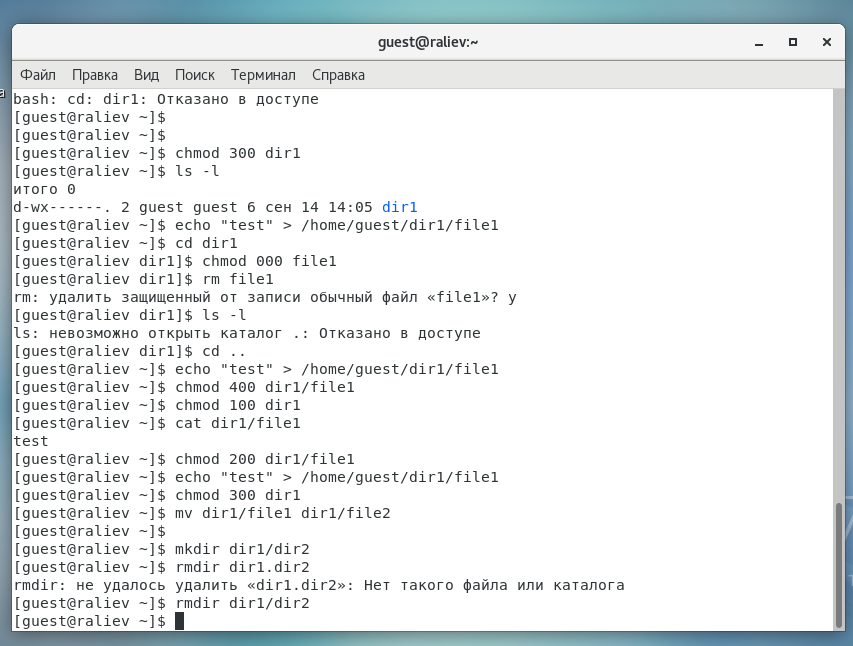 guest@raliev:~
Файл Правка Вид Поиск Терминал Справка
bash: cd: dir1: Отказано в доступе
[guest@raliev ~]$
[guest@raliev ~]$
[guest@raliev ~]$ chmod 300 dir1
[guest@raliev ~]$ ls -l
итого 0
d-wx------. 2 guest guest 6 сен 14 14:05 dir1
[guest@raliev ~]$ echo "test" > /home/guest/dir1/file1
[guest@raliev ~]$ cd dir1
[guest@raliev dir1]$ chmod 000 file1
[guest@raliev dir1]$ rm file1
rm: удалить защищенный от записи обычный файл «file1»? y
[guest@raliev dir1]$ ls -l
ls: невозможно открыть каталог .: Отказано в доступе
[guest@raliev dir1]$ cd ..
[guest@raliev ~]$ echo "test" > /home/guest/dir1/file1
[guest@raliev ~]$ chmod 400 dir1/file1
[guest@raliev ~]$ chmod 100 dir1
[guest@raliev ~]$ cat dir1/file1
test
[guest@raliev ~]$ chmod 200 dir1/file1
[guest@raliev ~]$ echo "test" > /home/guest/dir1/file1
[guest@raliev ~]$ chmod 300 dir1
[guest@raliev ~]$ mv dir1/file1 dir1/file2
[guest@raliev ~]$
[guest@raliev ~]$ mkdir dir1/dir2
[guest@raliev ~]$ rmdir dir1.dir2
rmdir: не удалось удалить «dir1.dir2»: Нет такого файла или каталога
[guest@raliev ~]$ rmdir dir1/dir2
[guest@raliev ~]$